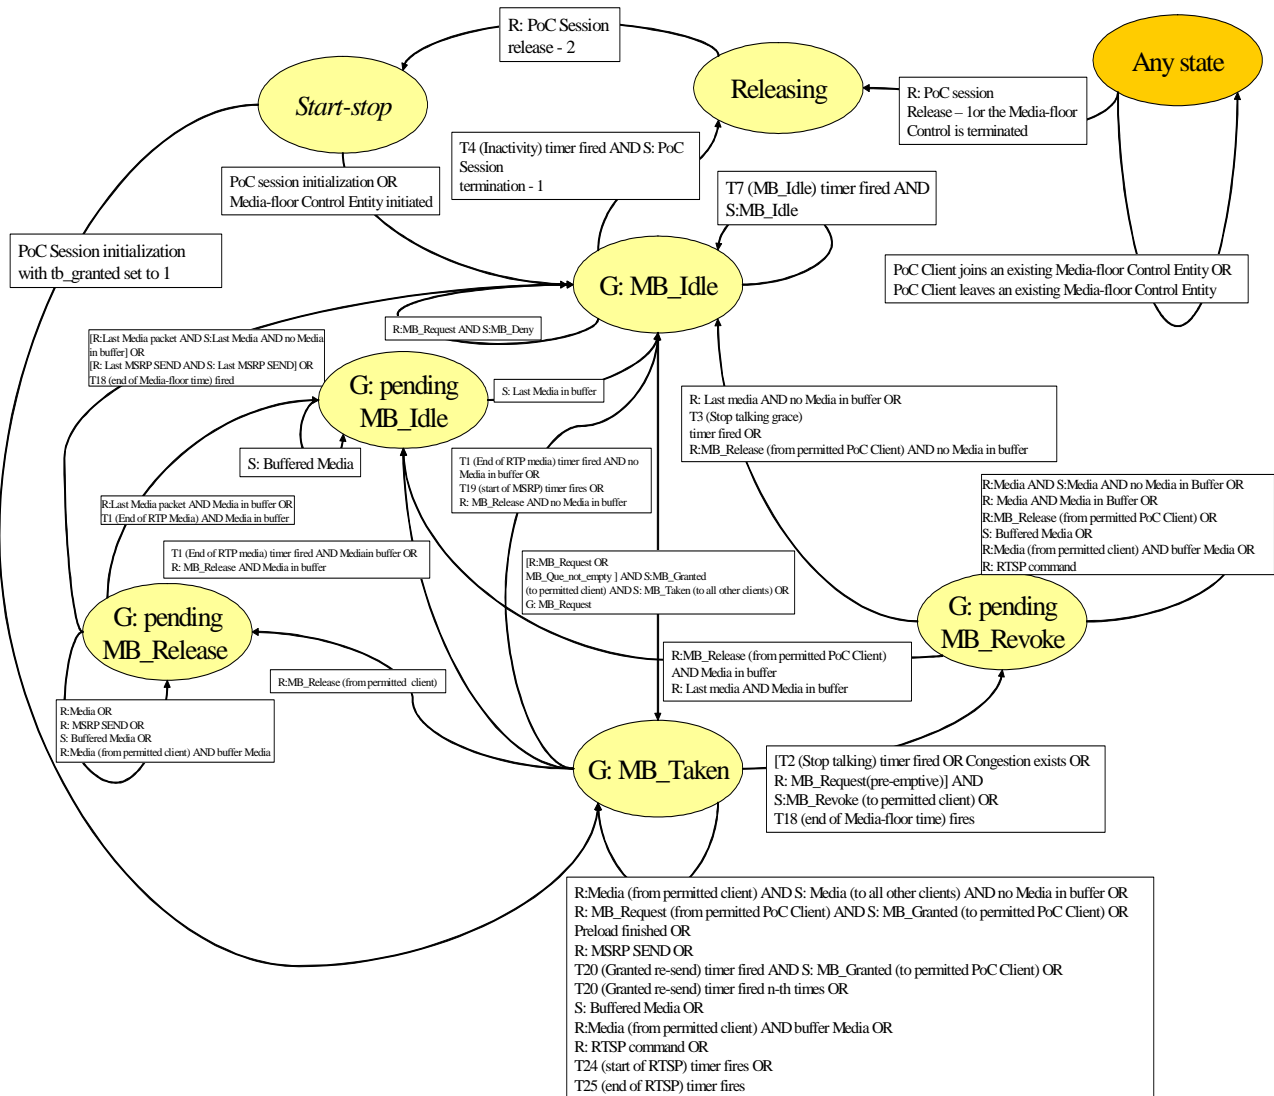 R: PoC Session
release - 2
Start-stop
Releasing
Any state
R: PoC session
Release – 1or the Media-floor
Control is terminated
T4 (Inactivity) timer fired AND S: PoC
Session
termination - 1
PoC session initialization OR
Media-floor Control Entity initiated
T7 (MB_Idle) timer fired AND
S:MB_Idle
PoC Session initialization
with tb_granted set to 1
PoC Client joins an existing Media-floor Control Entity OR
PoC Client leaves an existing Media-floor Control Entity
G: MB_Idle
R:MB_Request AND S:MB_Deny
[R:Last Media packet AND S:Last Media AND no Media
in buffer] OR
[R: Last MSRP SEND AND S: Last MSRP SEND] OR
T18 (end of Media-floor time) fired
G: pending
MB_Idle
S: Last Media in buffer
R: Last media AND no Media in buffer OR
T3 (Stop talking grace)
timer fired OR
R:MB_Release (from permitted PoC Client) AND no Media in buffer
S: Buffered Media
T1 (End of RTP media) timer fired AND no
Media in buffer OR
T19 (start of MSRP) timer fires OR
R: MB_Release AND no Media in buffer
R:Media AND S:Media AND no Media in Buffer OR
R: Media AND Media in Buffer OR
R:MB_Release (from permitted PoC Client) OR
S: Buffered Media OR
R:Media (from permitted client) AND buffer Media OR
R: RTSP command
R:Last Media packet AND Media in buffer OR
T1 (End of RTP Media) AND Media in buffer
T1 (End of RTP media) timer fired AND Mediain buffer OR
R: MB_Release AND Media in buffer
[R:MB_Request OR
MB_Que_not_empty ] AND S:MB_Granted
(to permitted client) AND S: MB_Taken (to all other clients) OR
G: MB_Request
G: pending
MB_Release
G: pending
MB_Revoke
R:MB_Release (from permitted PoC Client)
AND Media in buffer
R: Last media AND Media in buffer
R:MB_Release (from permitted  client)
R:Media OR
R: MSRP SEND OR
S: Buffered Media OR
R:Media (from permitted client) AND buffer Media
G: MB_Taken
[T2 (Stop talking) timer fired OR Congestion exists OR
R: MB_Request(pre-emptive)] AND
S:MB_Revoke (to permitted client) OR
T18 (end of Media-floor time) fires
R:Media (from permitted client) AND S: Media (to all other clients) AND no Media in buffer OR
R: MB_Request (from permitted PoC Client) AND S: MB_Granted (to permitted PoC Client) OR
Preload finished OR
R: MSRP SEND OR
T20 (Granted re-send) timer fired AND S: MB_Granted (to permitted PoC Client) OR
T20 (Granted re-send) timer fired n-th times OR
S: Buffered Media OR
R:Media (from permitted client) AND buffer Media OR
R: RTSP command OR
T24 (start of RTSP) timer fires OR
T25 (end of RTSP) timer fires